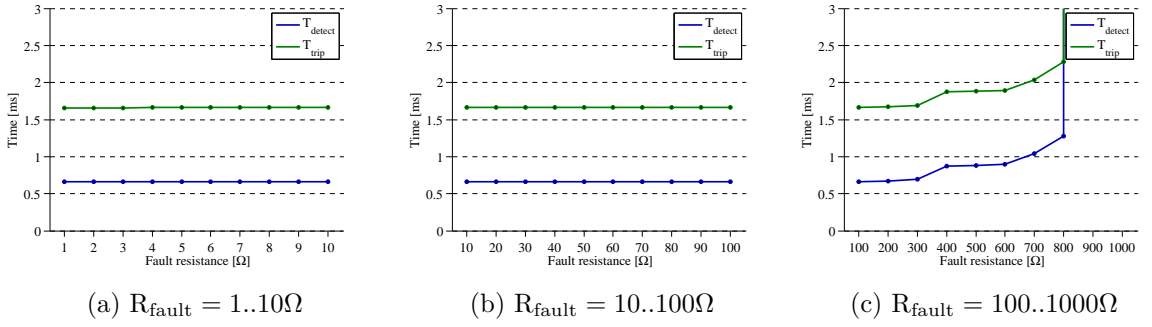 3
2.5
2
1.5
1
0.5
0
Time [ms]
T_detect
T_trip
1 2 3 4 5 6 7 8 9 10
Fault resistance [Ω]
(a) R_fault = 1..10Ω
3
2.5
2
1.5
1
0.5
0
Time [ms]
T_detect
T_trip
10 20 30 40 50 60 70 80 90 100
Fault resistance [Ω]
(b) R_fault = 10..100Ω
3
2.5
2
1.5
1
0.5
0
Time [ms]
T_detect
T_trip
100 200 300 400 500 600 700 800 900 1000
Fault resistance [Ω]
(c) R_fault = 100..1000Ω